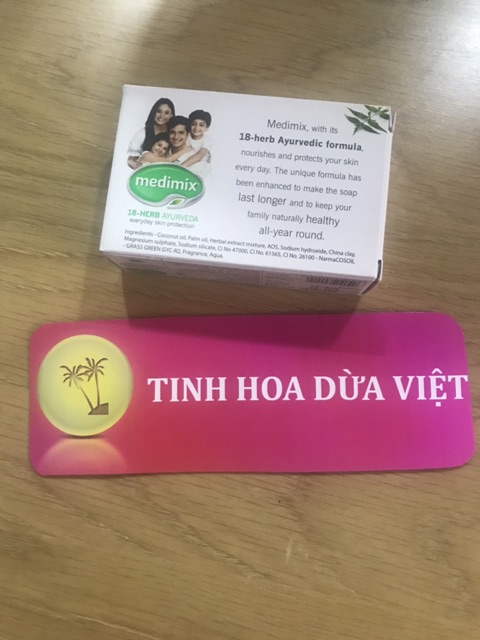 Medimix, with its
18-herb Ayurvedic formula,
nourishes and protects your skin
every day. The unique formula has
been enhanced to make the soap
last longer and to keep your
family naturally healthy
all-year round.
medimix
18-HERB AYURVEDA
everyday skin protection
Ingredients - Coconut oil, Palm oil, Herbal extract mixture, AOS, Sodium hydroxide, China clay,
Magnesium sulphate, Sodium silicate, CI No 47000, CI No. 61565, CI No. 26100 - NarmaCOSOIL
- GRASS GREEN GYC-R2, Fragrance, Aqua.
TINH HOA DỪA VIỆT